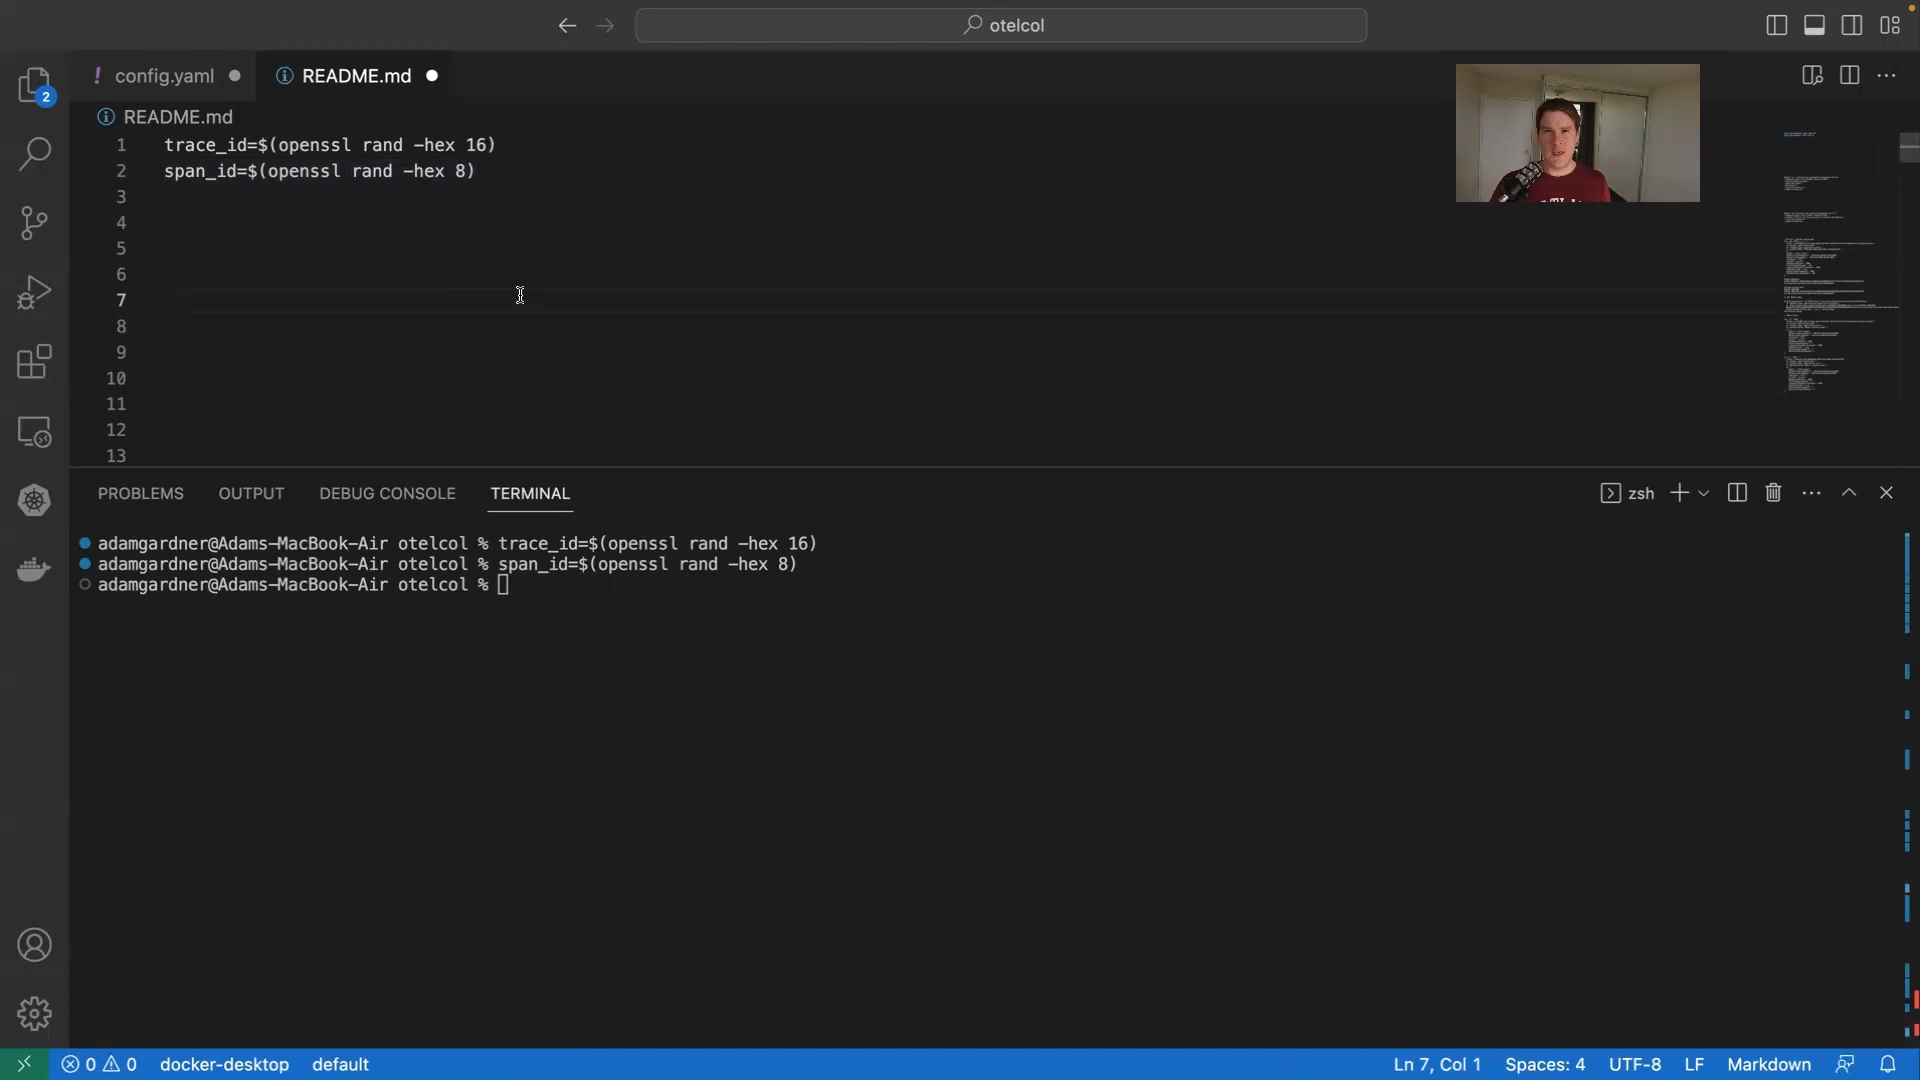 otelcol
config.yaml
README.md
README.md
1 trace_id=$(openssl rand -hex 16)
2 span_id=$(openssl rand -hex 8)
3
4
5
6
7
8
9
10
11
12
13
2
PROBLEMS OUTPUT DEBUG CONSOLE TERMINAL
zsh
adamgardner@Adams-MacBook-Air otelcol % trace_id=$(openssl rand -hex 16)
adamgardner@Adams-MacBook-Air otelcol % span_id=$(openssl rand -hex 8)
adamgardner@Adams-MacBook-Air otelcol %
0 0 docker-desktop default Ln 7, Col 1 Spaces: 4 UTF-8 LF Markdown